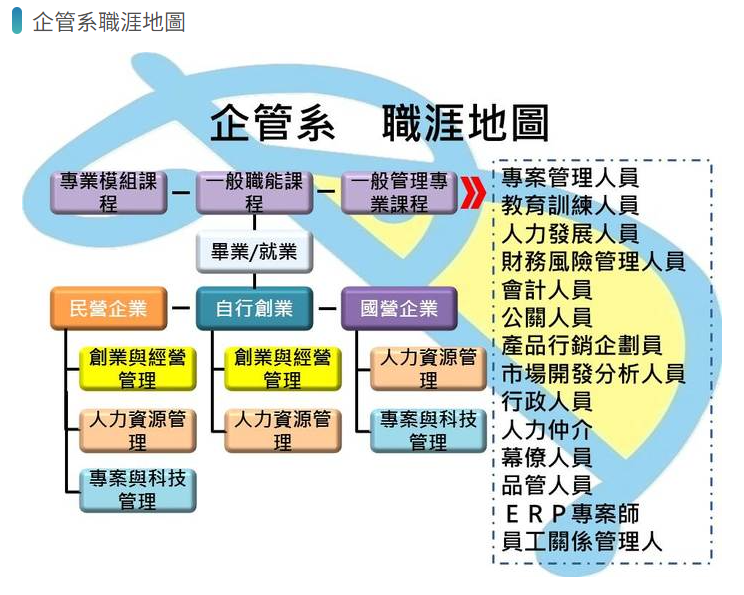 企管系職涯地圖
企管系 職涯地圖
專業模組課
程
一般職能課
程
一般管理專
業課程
畢業/就業
民營企業
自行創業
國營企業
創業與經營
管理
人力資源管
理
專案與科技
管理
創業與經營
管理
人力資源管
理
人力資源管
理
專案與科技
管理
專案管理人員
教育訓練人員
人力發展人員
財務風險管理人員
會計人員
公關人員
產品行銷企劃員
市場開發分析人員
行政人員
人力仲介
幕僚人員
品管人員
ＥＲＰ專案師
員工關係管理人